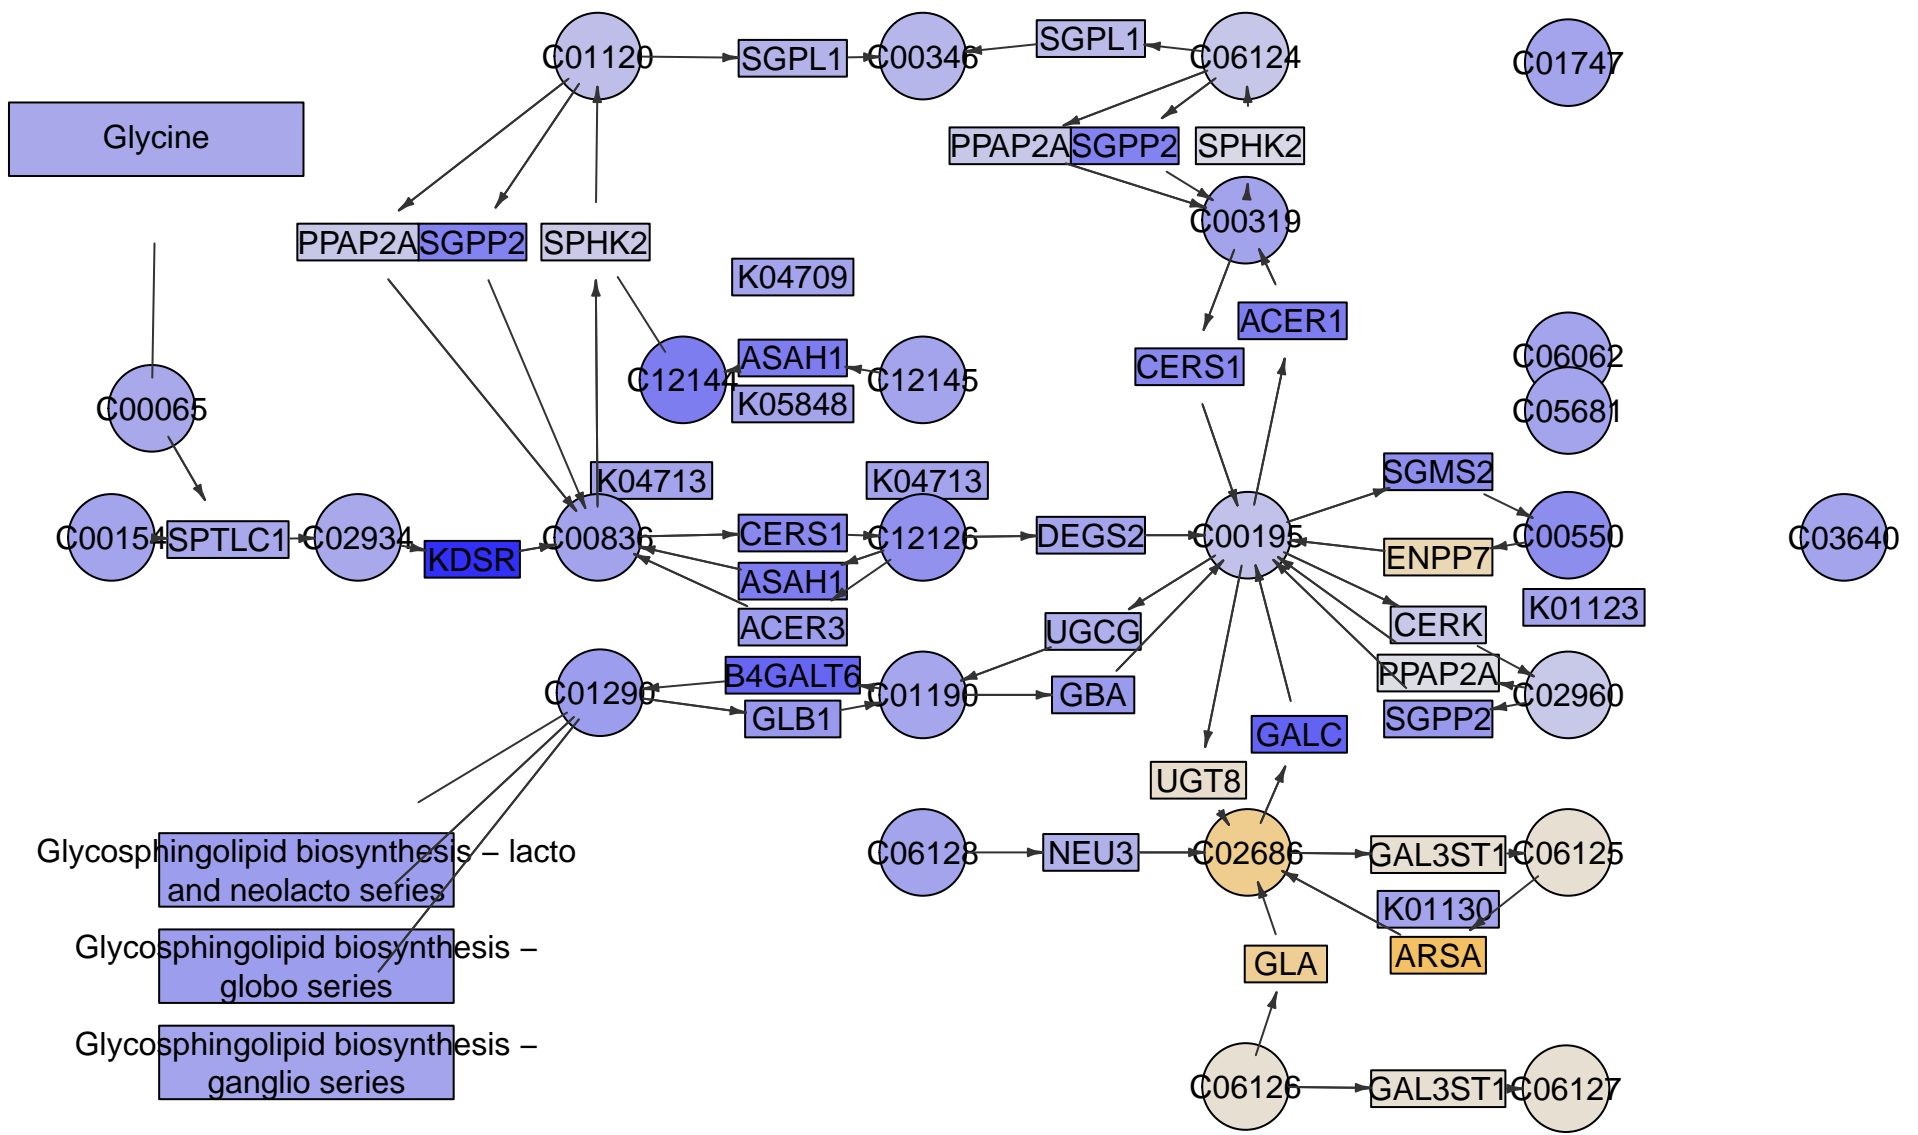 C01120
SGPL1
C00346
SGPL1
C06124
C01747
Glycine
PPAP2A
SGPP2
SPHK2
PPAP2A
SGPP2
SPHK2
C00319
K04709
ACER1
C12144
ASAH1
C12145
CERS1
C06062
K05848
C00065
C05681
K04713
K04713
SGMS2
C00154
SPTLC1
C02934
KDSR
C00836
CERS1
C12126
DEGS2
C00195
ENPP7
C00550
C03640
ASAH1
ACER3
UGCG
CERK
K01123
B4GALT6
PPAP2A
C01290
GLB1
C01190
GBA
SGPP2
C02960
GALC
UGT8
Glycosphingolipid biosynthesis – lacto
and neolacto series
C06128
NEU3
C02686
GAL3ST1
C06125
K01130
Glycosphingolipid biosynthesis –
globo series
GLA
ARSA
Glycosphingolipid biosynthesis –
ganglio series
C06126
GAL3ST1
C06127